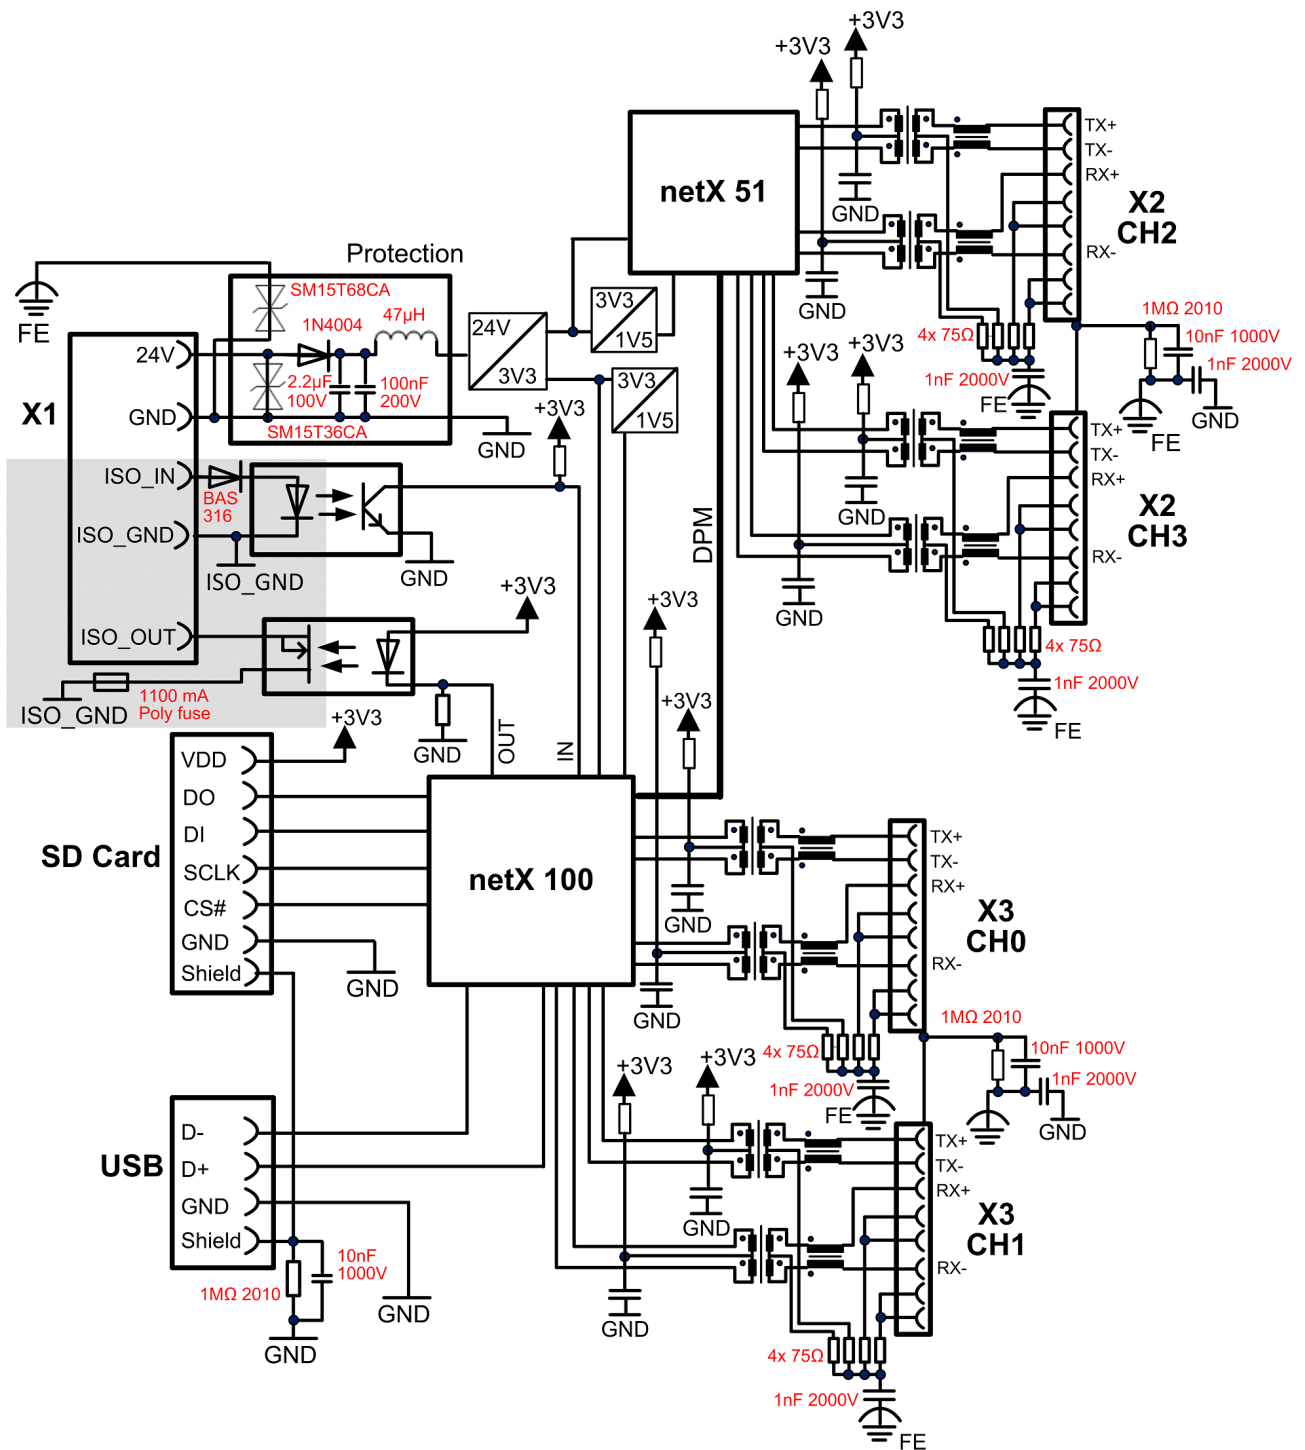 +3V3
+3V3
netX 51
GND
GND
TX+
TX-
RX+
RX-
X2
CH2
4x 75Ω
1nF 2000V
FE
1MΩ 2010
10nF 1000V
1nF 2000V
FE
GND
Protection
FE
SM15T68CA
1N4004
47µH
2.2µF
100V
100nF
200V
SM15T36CA
GND
24V
3V3
3V3
1V5
3V3
1V5
X1
24V
GND
ISO_IN
ISO_GND
ISO_OUT
BAS
316
ISO_GND
+3V3
GND
+3V3
1100 mA
Poly fuse
ISO_GND
GND
OUT
IN
DPM
+3V3
+3V3
GND
GND
TX+
TX-
RX+
RX-
X2
CH3
4x 75Ω
1nF 2000V
FE
+3V3
SD Card
VDD
DO
DI
SCLK
CS#
GND
Shield
GND
netX 100
+3V3
+3V3
GND
GND
TX+
TX-
RX+
RX-
X3
CH0
4x 75Ω
1nF 2000V
FE
1MΩ 2010
10nF 1000V
1nF 2000V
GND
USB
D-
D+
GND
Shield
10nF
1000V
1MΩ 2010
GND
GND
+3V3
+3V3
GND
GND
TX+
TX-
RX+
RX-
X3
CH1
4x 75Ω
1nF 2000V
FE